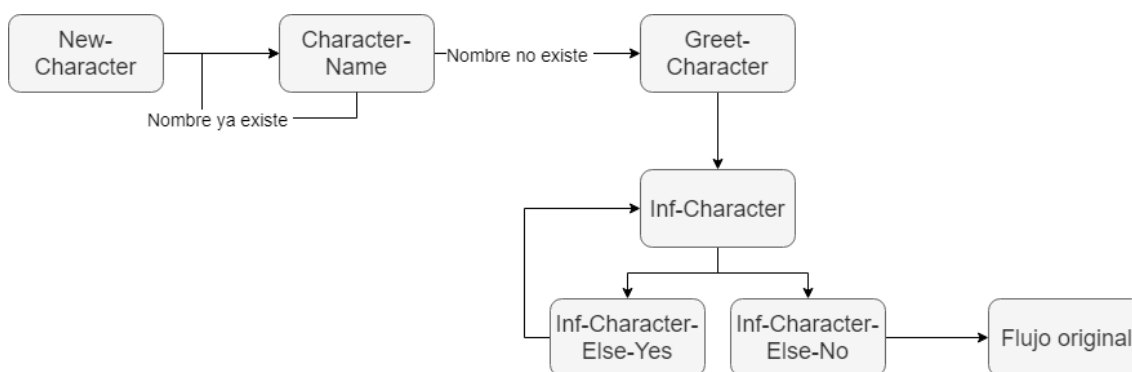 New-
Character
Character-
Name
Nombre no existe
Greet-
Character
Nombre ya existe
Inf-Character
Inf-Character-
Else-Yes
Inf-Character-
Else-No
Flujo original